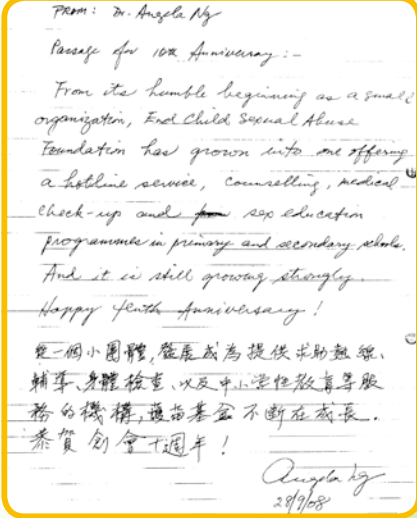 FROM: Dr. Angela Ng
Passage for 10th Anniversary:-
From its humble beginning as a small
organization, End Child Sexual Abuse
Foundation has grown into one offering
a hotline service, counselling, medical
check-up and sex education
programmes in primary and secondary schools.
And it is still growing strongly.
Happy tenth Anniversary!
從一個小團體,發展成為提供求助熱線、
輔導、身體檢查、以及中小学性教育等服
務的機構,護苗基金不斷在成長.
恭賀創會十週年!
Angela Ng
28/9/08